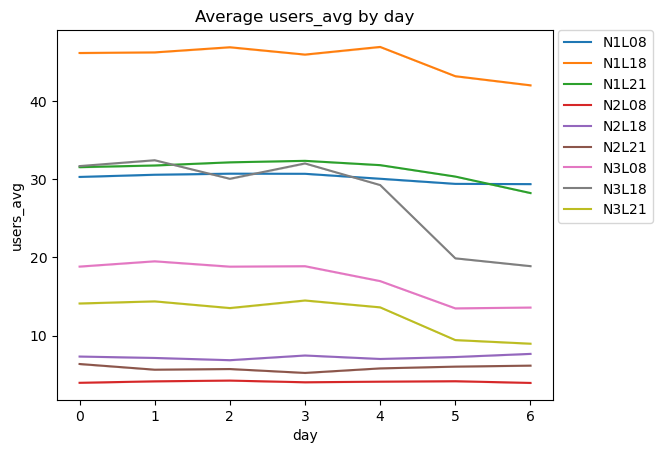 Average users_avg by day
users_avg
40
30
20
10
0 1 2 3 4 5 6
day
N1L08
N1L18
N1L21
N2L08
N2L18
N2L21
N3L08
N3L18
N3L21